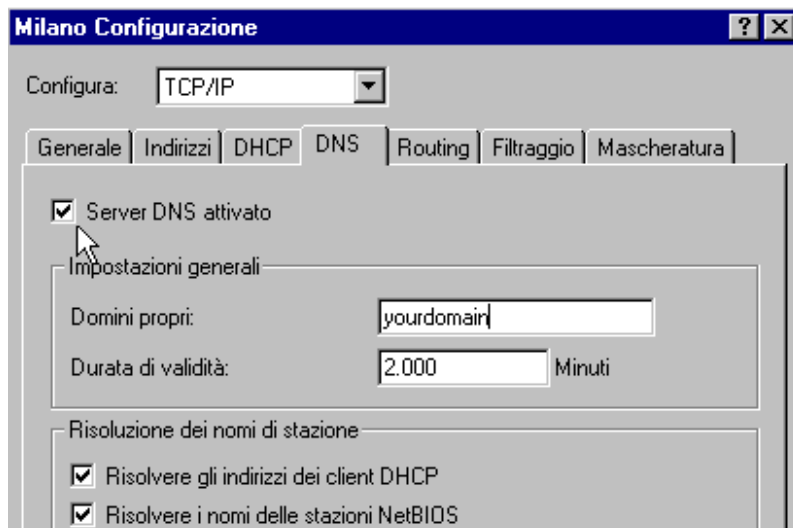 Milano Configurazione
Configura: TCP/IP
Generale Indirizzi DHCP DNS Routing Filtraggio Mascheratura
Server DNS attivato
Impostazioni generali
Domini propri: yourdomain
Durata di validità: 2.000 Minuti
Risoluzione dei nomi di stazione
Risolvere gli indirizzi dei client DHCP
Risolvere i nomi delle stazioni NetBIOS